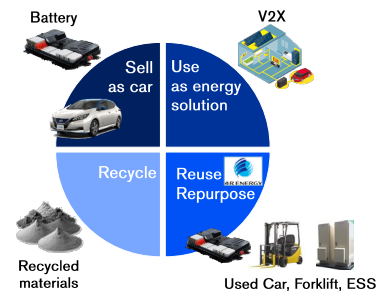 Battery
V2X
Sell
as car
Use
as energy
solution
Recycle
Reuse
Repurpose
4R ENERGY
Recycled
materials
Used Car, Forklift, ESS